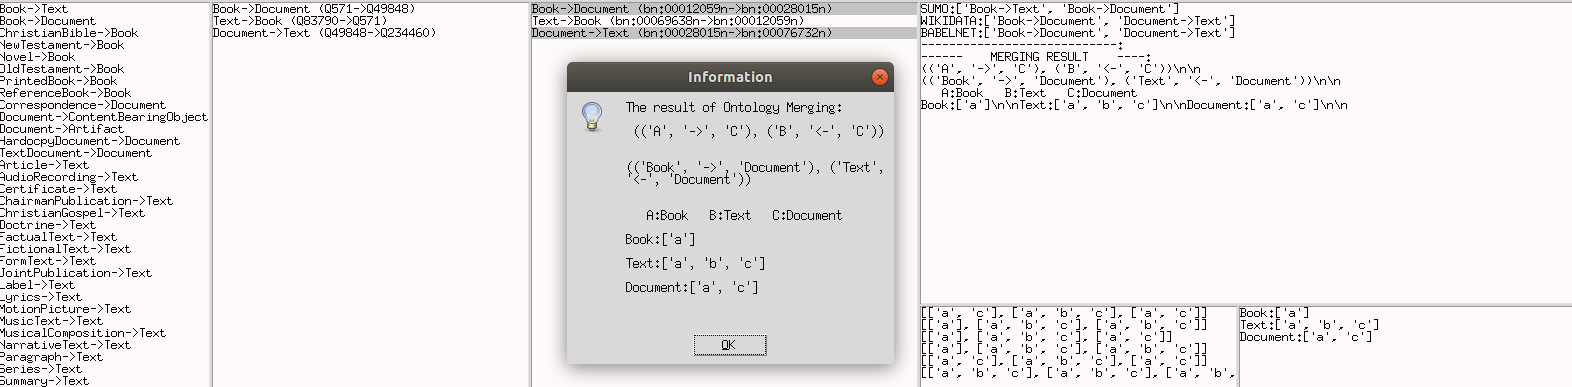 Book->Text
Book->Document
ChristianBible->Book
NewTestament->Book
Novel->Book
OldTestament->Book
PrintedBook->Book
ReferenceBook->Book
Correspondence->Document
Document->ContentBearingObject
Document->Artifact
HardocpyDocument->Document
TextDocument->Document
Article->Text
AudioRecording->Text
Certificate->Text
ChairmanPublication->Text
ChristianGospel->Text
Doctrine->Text
FactualText->Text
FictionalText->Text
FormText->Text
JointPublication->Text
Label->Text
Lyrics->Text
MotionPicture->Text
MusicText->Text
MusicalComposition->Text
NarrativeText->Text
Paragraph->Text
Series->Text
Summary->Text
Book->Document (Q571->Q49848)
Text->Book (Q83790->Q571)
Document->Text (Q49848->Q234460)
Book->Document (bn:00012059n->bn:00028015n)
Text->Book (bn:00069638n->bn:00012059n)
Document->Text (bn:00028015n->bn:00076732n)
Information
The result of Ontology Merging:
(('A', '->', 'C'), ('B', '<-', 'C'))
(('Book', '->', 'Document'), ('Text',
'<-', 'Document'))
A:Book B:Text C:Document
Book:['a']
Text:['a', 'b', 'c']
Document:['a', 'c']
OK
SUMO:['Book->Text', 'Book->Document']
WIKIDATA:['Book->Document', 'Document->Text']
BABELNET:['Book->Document', 'Document->Text']
----------------------------:
------ MERGING RESULT ----:
(('A', '->', 'C'), ('B', '<-', 'C'))\n\n
(('Book', '->', 'Document'), ('Text', '<-', 'Document'))\n\n
A:Book B:Text C:Document
Book:['a']\n\nText:['a', 'b', 'c']\n\nDocument:['a', 'c']\n\n
[['a', 'c'], ['a', 'b', 'c'], ['a', 'c']]
[['a'], ['a', 'b', 'c'], ['a', 'b', 'c']]
[['a'], ['a', 'b', 'c'], ['a', 'c']]
[['a'], ['a', 'b', 'c'], ['a', 'b', 'c']]
[['a', 'c'], ['a', 'b', 'c'], ['a', 'c']]
[['a', 'b', 'c'], ['a', 'b', 'c'], ['a', 'b',
Book:['a']
Text:['a', 'b', 'c']
Document:['a', 'c']